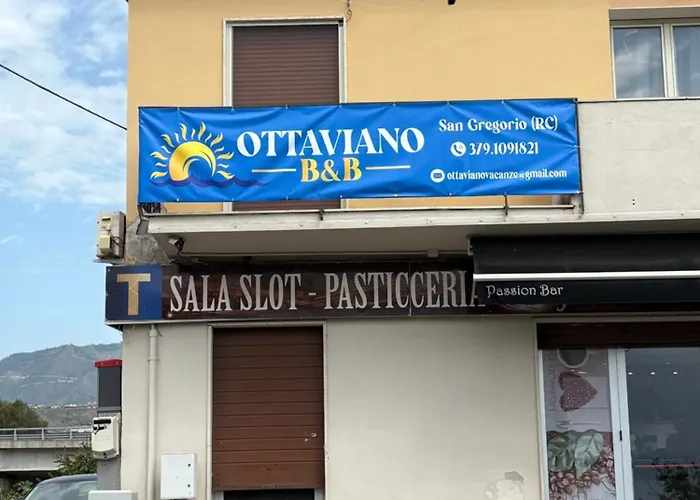 OTTAVIANO
B&B
San Gregorio (RC)
379.1091821
ottavianovacanze@gmail.com
T SALA SLOT - PASTICCERIA
Passion Bar